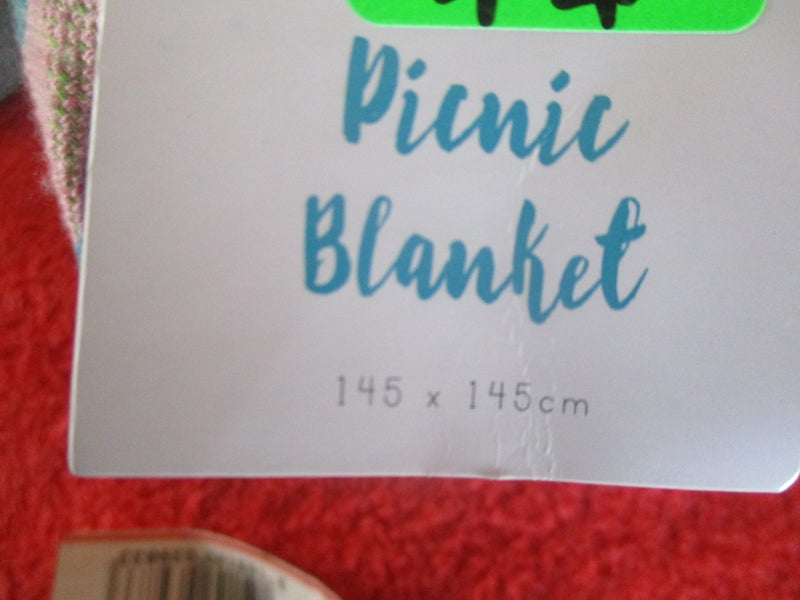 Picnic
Blanket
145 x 145cm